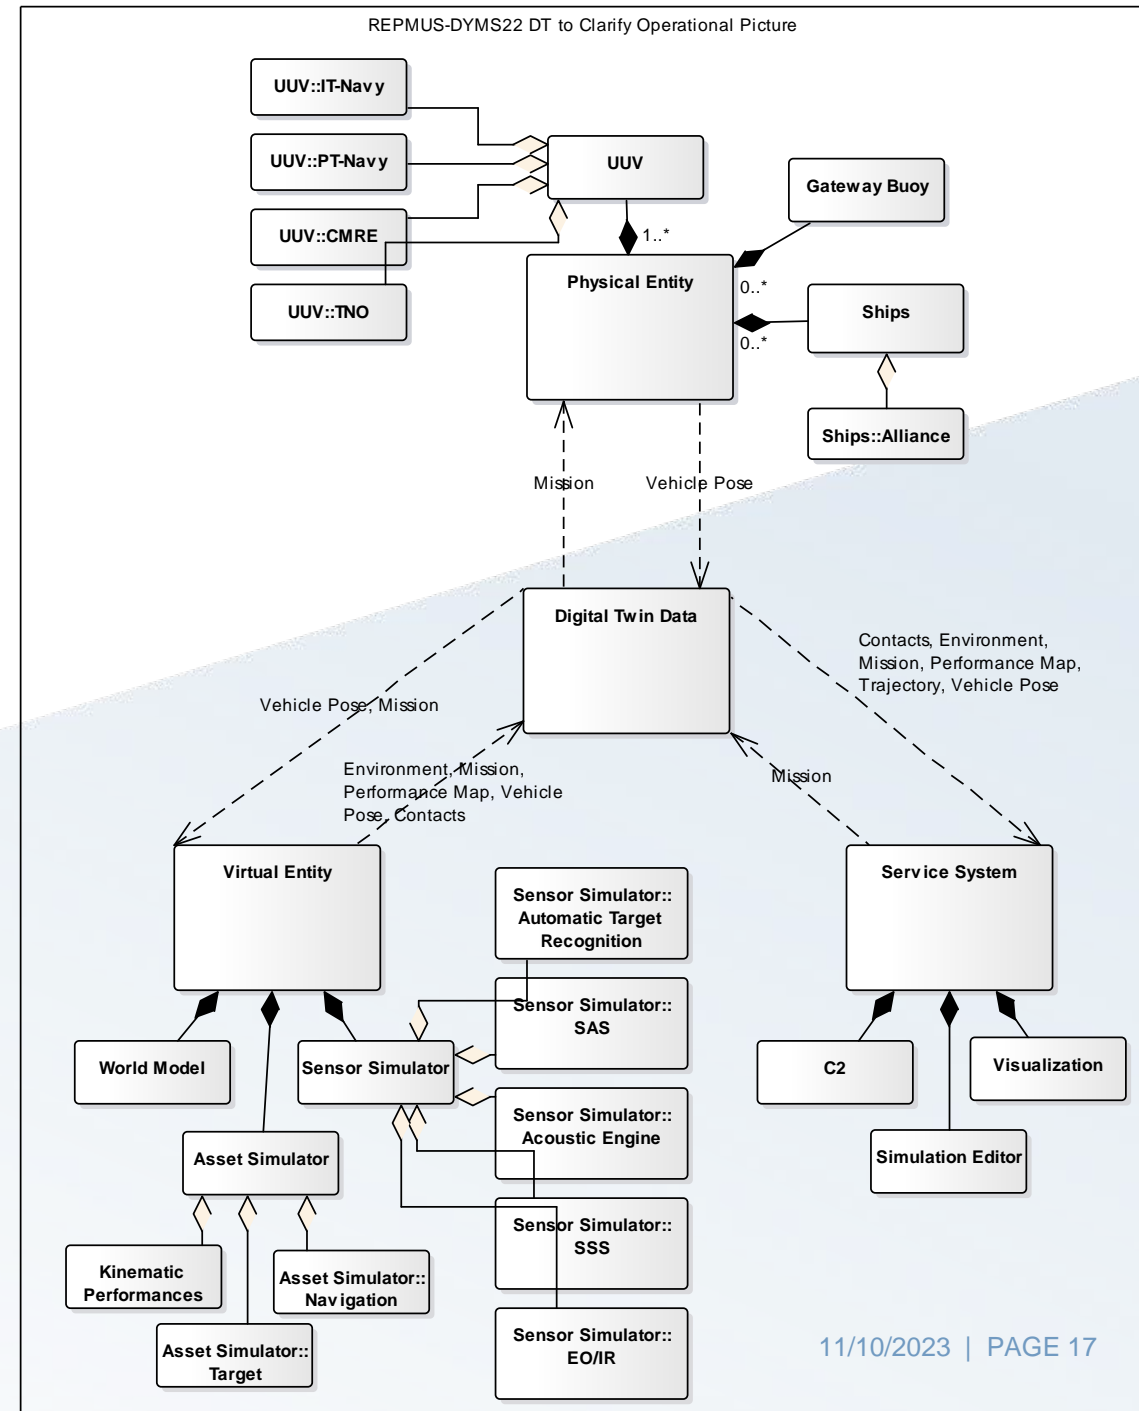 REPMUS-DYMS22 DT to Clarify Operational Picture
UUV::IT-Navy
UUV::PT-Navy
UUV::CMRE
UUV::TNO
UUV
Gateway Buoy
1..*
Physical Entity
0..*
Ships
0..*
Ships::Alliance
Mission
Vehicle Pose
Digital Twin Data
Contacts, Environment,
Mission, Performance Map,
Trajectory, Vehicle Pose
Vehicle Pose, Mission
Environment, Mission,
Performance Map, Vehicle
Pose, Contacts
Mission
Virtual Entity
Service System
Sensor Simulator::
Automatic Target
Recognition
Sensor Simulator::
SAS
World Model
Sensor Simulator
C2
Visualization
Sensor Simulator::
Acoustic Engine
Asset Simulator
Simulation Editor
Sensor Simulator::
SSS
Kinematic
Performances
Asset Simulator::
Navigation
Asset Simulator::
Target
Sensor Simulator::
EO/IR
11/10/2023 | PAGE 17